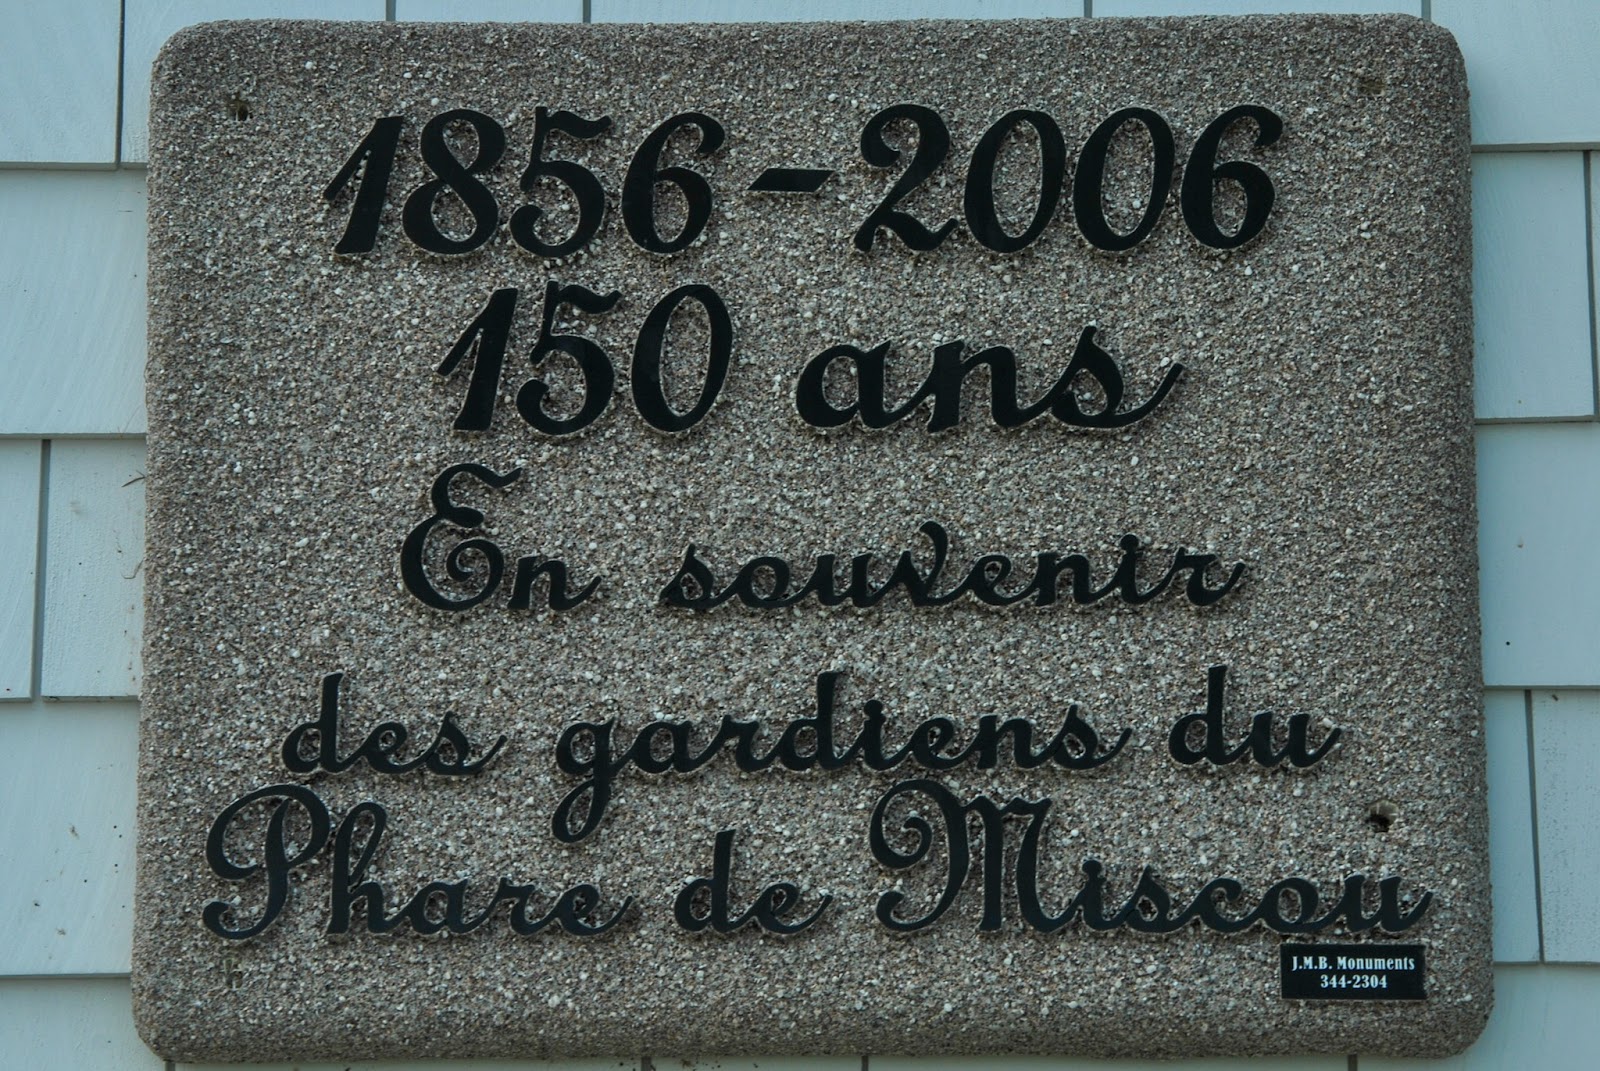 1856 - 2006
150 ans
En souvenir
des gardiens du
Phare de Miscou
J.M.B. Monuments
344-2304